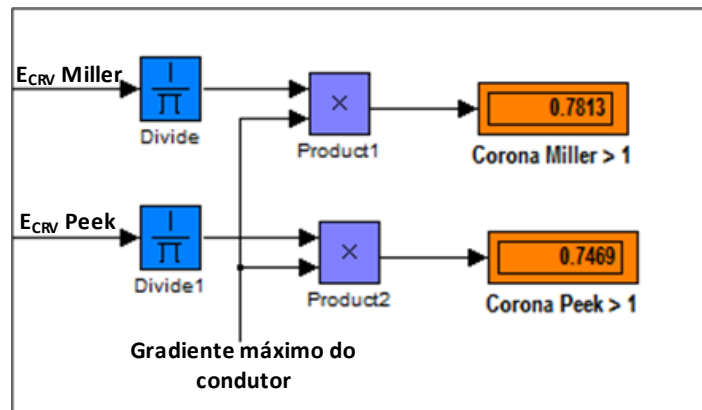 E_CRV Miller
1
∏
Divide
×
Product1
0.7813
Corona Miller > 1
E_CRV Peek
1
∏
Divide1
×
Product2
0.7469
Corona Peek > 1
Gradiente máximo do
condutor